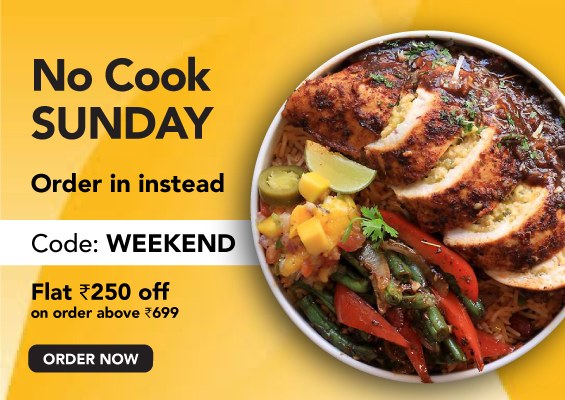 No Cook
SUNDAY
Order in instead
Code: WEEKEND
Flat ₹250 off
on order above ₹699
ORDER NOW